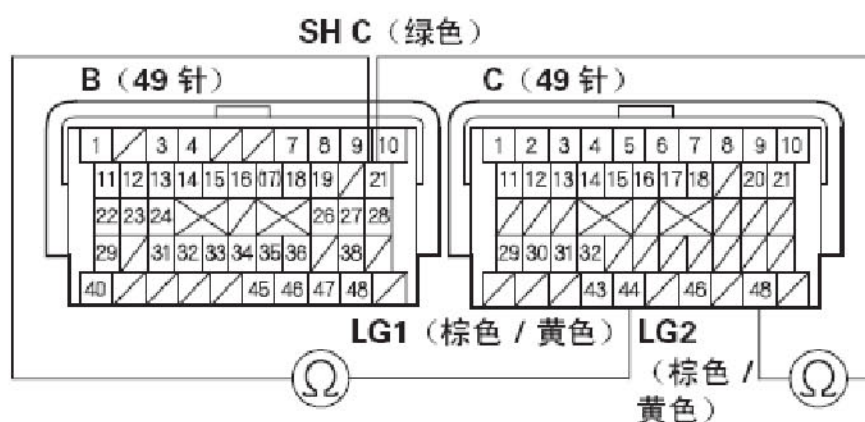 SH C（绿色）
B（49 针）
C（49 针）
1 3 4 7 8 9 10
1 2 3 4 5 6 7 8 9 10
11 12 13 14 15 16 (17) 18 19 21
11 12 13 14 15 16 17 18 20 21
22 23 24 26 27 28
29 31 32 33 34 35 36 38
29 30 31 32
40 45 46 47 48
43 44 46 48
LG1（棕色 / 黄色）
LG2
（棕色 /
黄色）
Ω
Ω